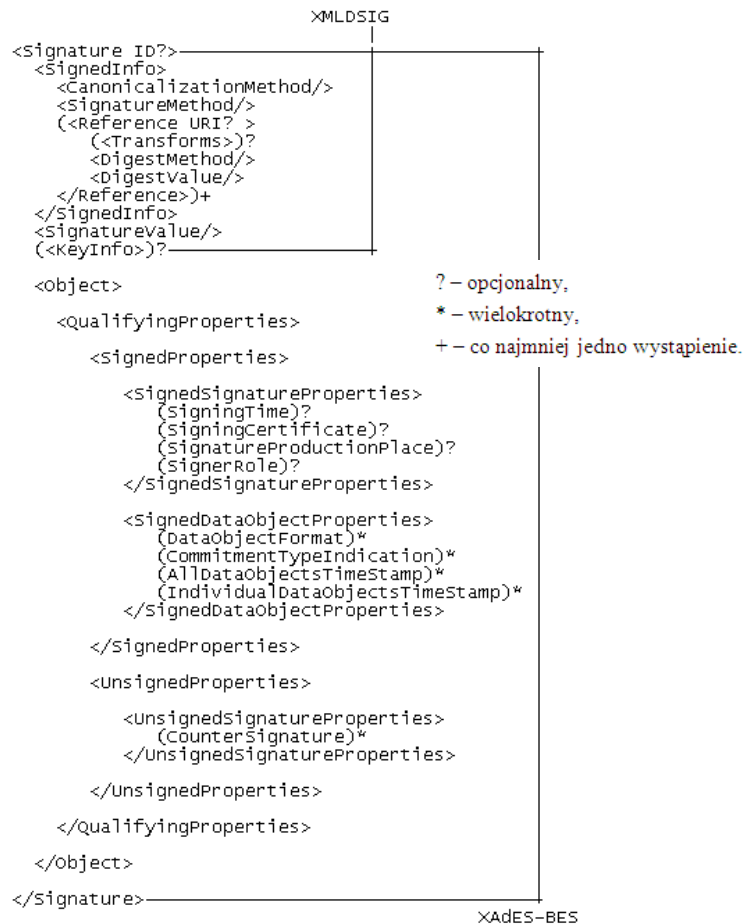 XMLDSIG
<Signature ID?>
<SignedInfo>
<CanonicalizationMethod/>
<SignatureMethod/>
(<Reference URI? >
(<Transforms>)?
<DigestMethod/>
<DigestValue/>
</Reference>)+
</SignedInfo>
<SignatureValue/>
(<KeyInfo>)?
<Object>
? – opcjonalny,
* – wielokrotny,
+ – co najmniej jedno wystąpienie.
<QualifyingProperties>
<SignedProperties>
<SignedSignatureProperties>
(SigningTime)?
(SigningCertificate)?
(SignatureProductionPlace)?
(SignerRole)?
</SignedSignatureProperties>
<SignedDataObjectProperties>
(DataObjectFormat)*
(CommitmentTypeIndication)*
(AllDataObjectsTimeStamp)*
(IndividualDataObjectsTimeStamp)*
</SignedDataObjectProperties>
</SignedProperties>
<UnsignedProperties>
<UnsignedSignatureProperties>
(CounterSignature)*
</UnsignedSignatureProperties>
</UnsignedProperties>
</QualifyingProperties>
</Object>
</Signature>
XAdES-BES